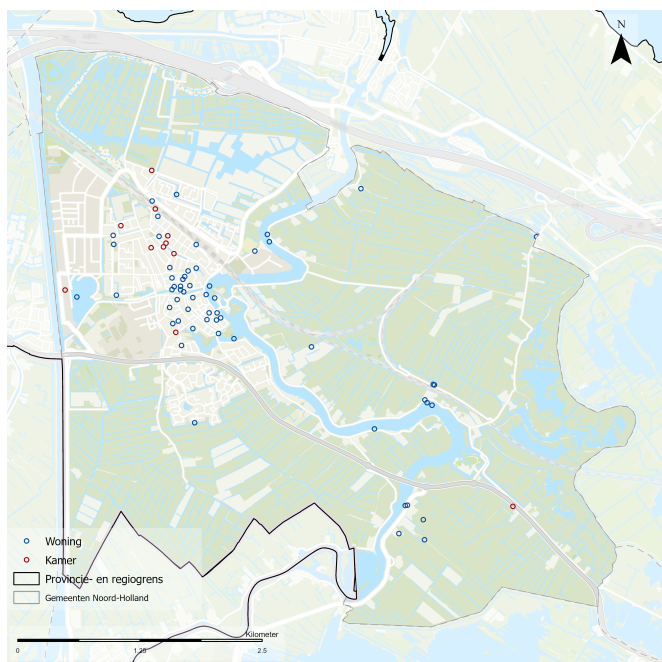 N
Woning
Kamer
Provincie- en regiogrens
Gemeenten Noord-Holland
Kilometer
0 1.25 2.5